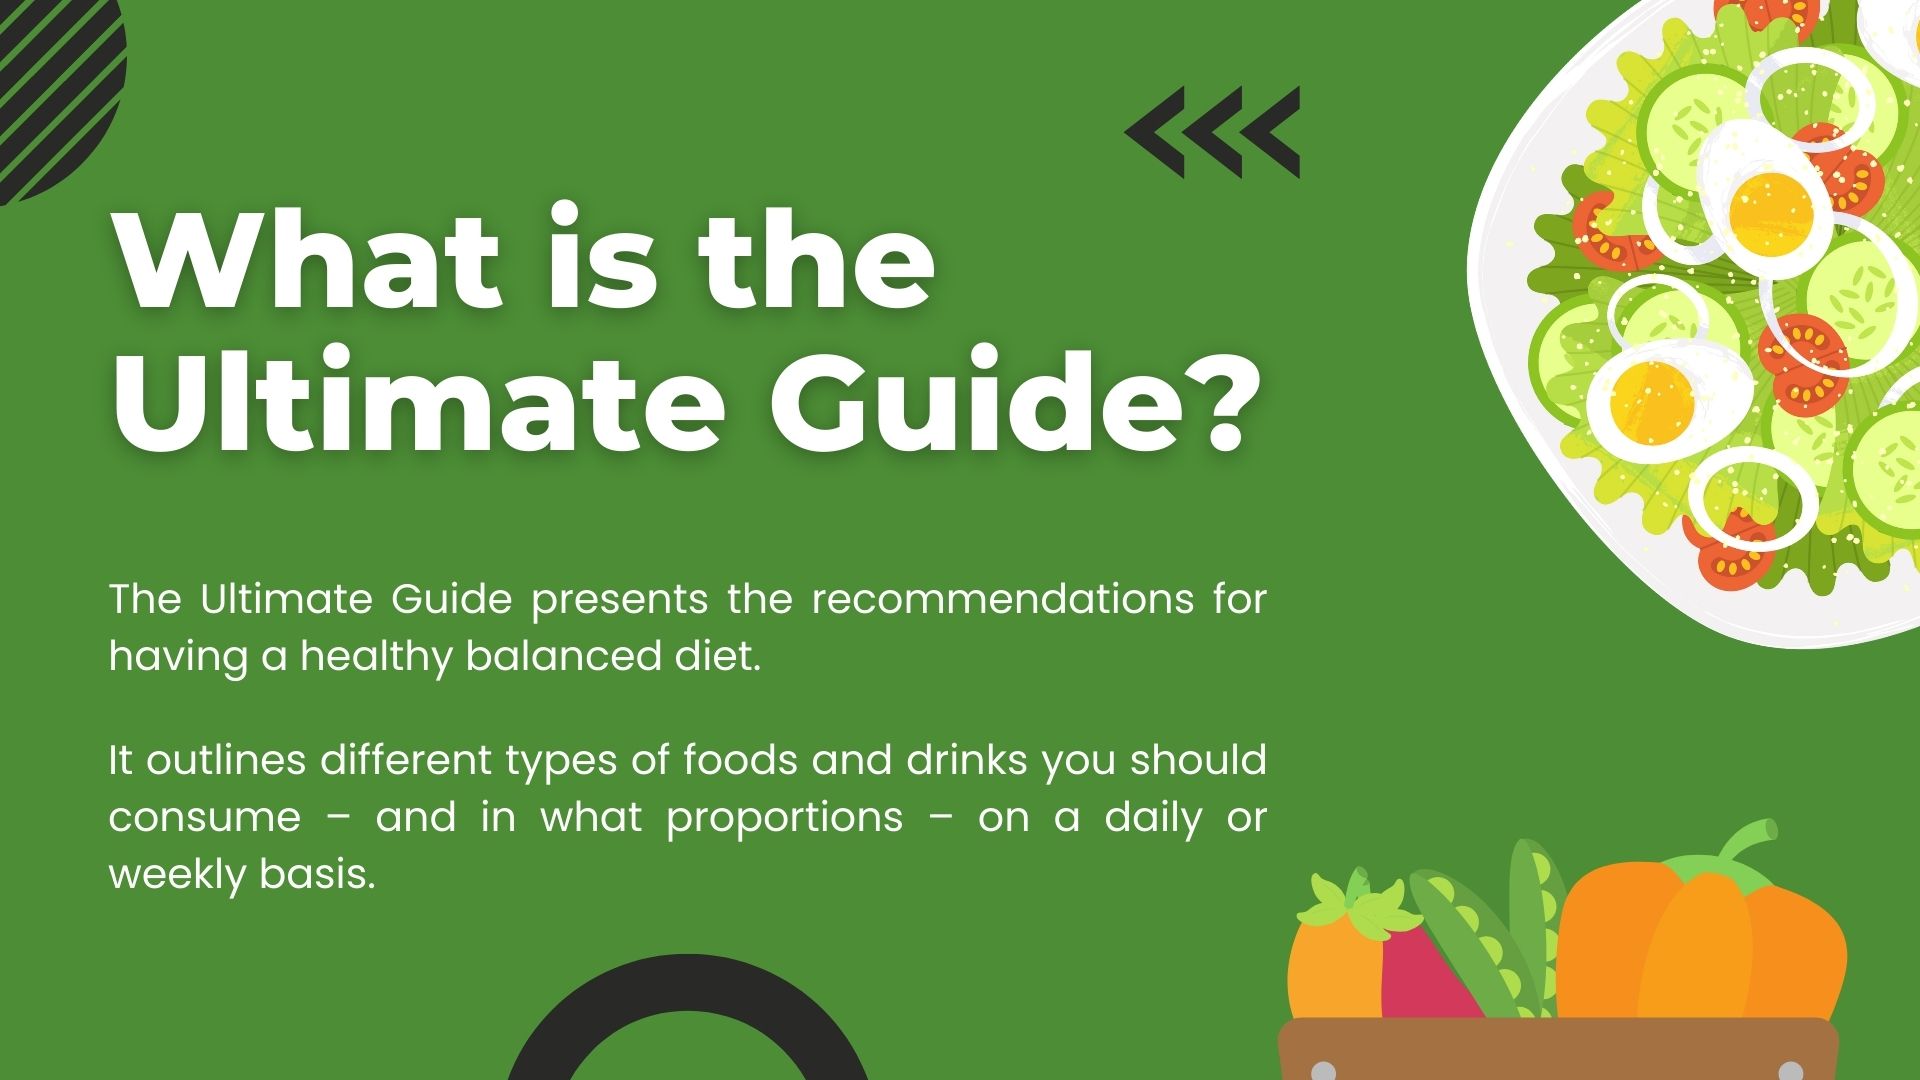 What is the
Ultimate Guide?
The Ultimate Guide presents the recommendations for
having a healthy balanced diet.
It outlines different types of foods and drinks you should
consume – and in what proportions – on a daily or
weekly basis.